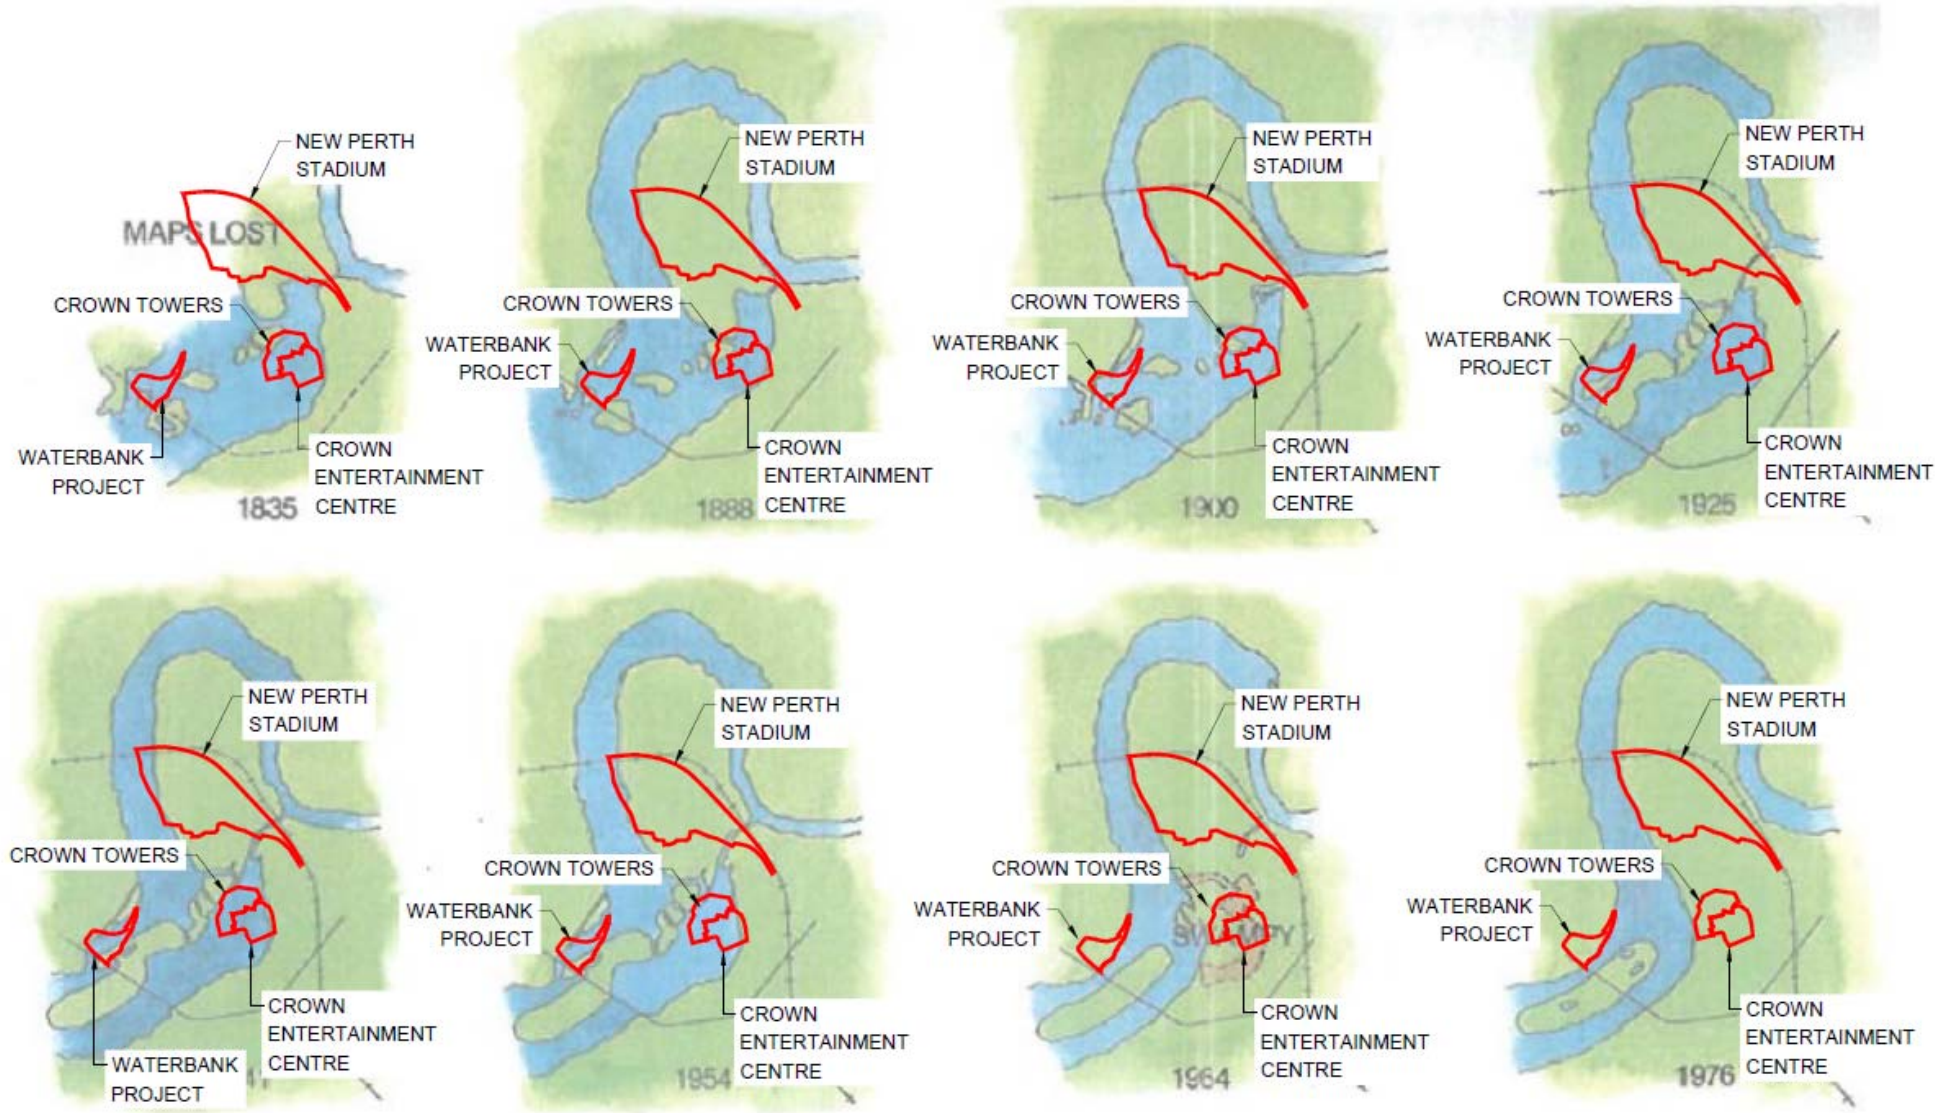 NEW PERTH
STADIUM
MAPS LOST
CROWN TOWERS
WATERBANK
PROJECT
CROWN
ENTERTAINMENT
CENTRE
1835
NEW PERTH
STADIUM
CROWN TOWERS
WATERBANK
PROJECT
CROWN
ENTERTAINMENT
CENTRE
1888
NEW PERTH
STADIUM
CROWN TOWERS
WATERBANK
PROJECT
CROWN
ENTERTAINMENT
CENTRE
1900
NEW PERTH
STADIUM
CROWN TOWERS
WATERBANK
PROJECT
CROWN
ENTERTAINMENT
CENTRE
1925
NEW PERTH
STADIUM
CROWN TOWERS
CROWN
ENTERTAINMENT
CENTRE
WATERBANK
PROJECT
NEW PERTH
STADIUM
CROWN TOWERS
WATERBANK
PROJECT
CROWN
ENTERTAINMENT
CENTRE
1954
NEW PERTH
STADIUM
CROWN TOWERS
WATERBANK
PROJECT
SWAMPY
CROWN
ENTERTAINMENT
CENTRE
1964
NEW PERTH
STADIUM
CROWN TOWERS
WATERBANK
PROJECT
CROWN
ENTERTAINMENT
CENTRE
1976